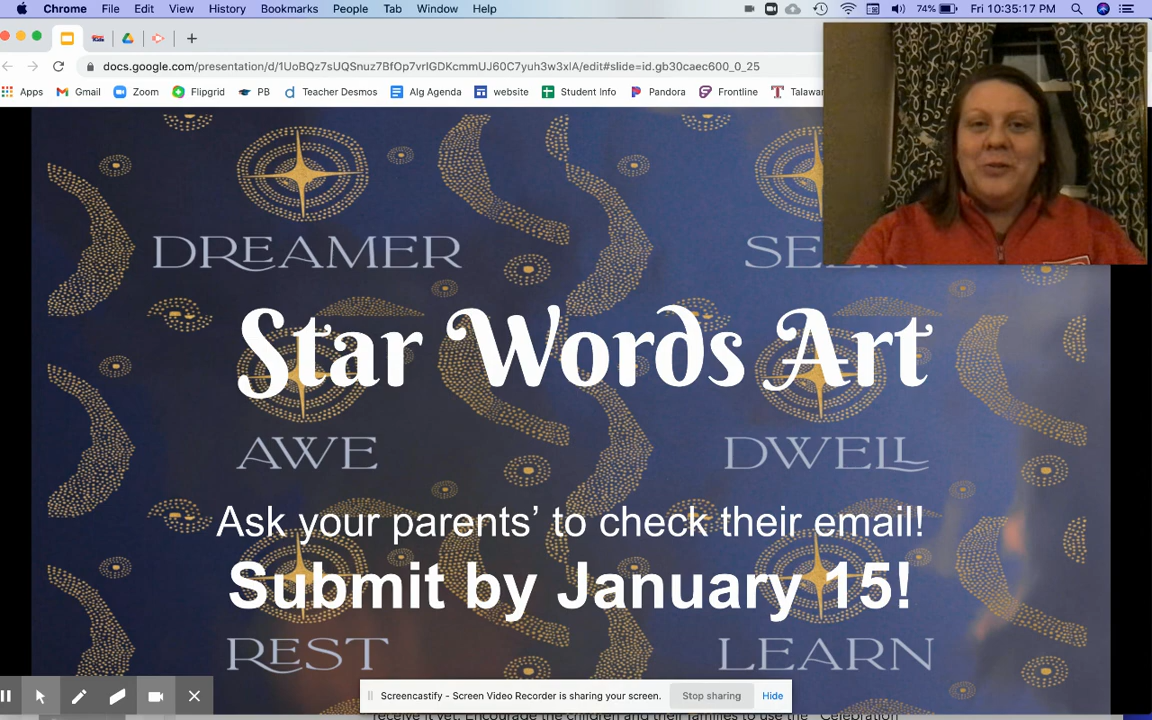 Chrome File Edit View History Bookmarks People Tab Window Help 74% Fri 10:35:17 PM
docs.google.com/presentation/d/1UoBQz7sUQSnuz7BfOp7vrIGDKcmmUJ60C7yuh3w3xIA/edit#slide=id.gb30caec600_0_25
Apps Gmail Zoom Flipgrid PB Teacher Desmos Alg Agenda website Student Info Pandora Frontline Talawan
DREAMER
Star Words Art
AWE DWELL
Ask your parents’ to check their email!
Submit by January 15!
REST LEARN
Screencastify - Screen Video Recorder is sharing your screen. Stop sharing Hide